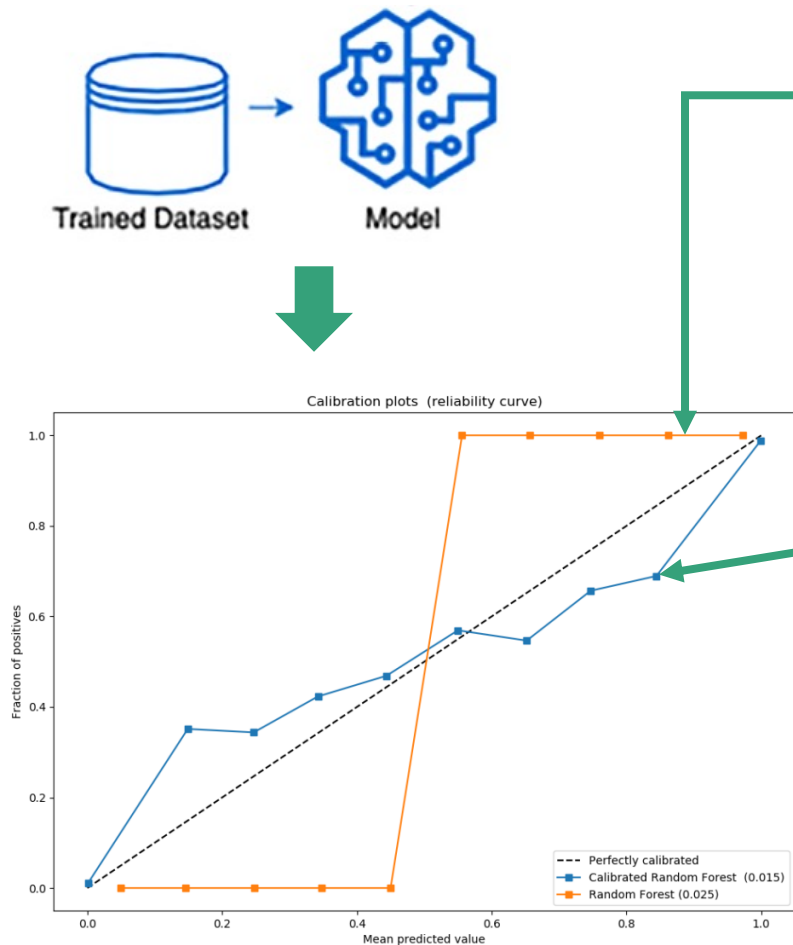 Trained Dataset
Model
Calibration plots (reliability curve)
Fraction of positives
1.0
0.8
0.6
0.4
0.2
0.0
0.0 0.2 0.4 0.6 0.8 1.0
Mean predicted value
Perfectly calibrated
Calibrated Random Forest (0.015)
Random Forest (0.025)